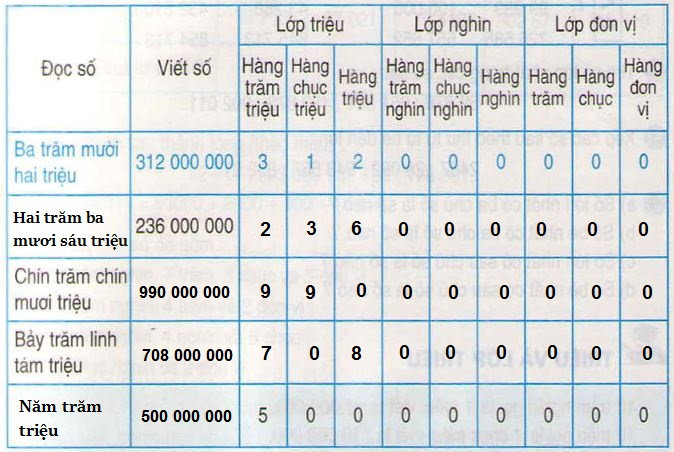 Đọc số Viết số Lớp triệu Lớp nghìn Lớp đơn vị
Hàng trăm triệu Hàng chục triệu Hàng triệu Hàng trăm nghìn Hàng chục nghìn Hàng nghìn Hàng trăm Hàng chục Hàng đơn vị
Ba trăm mười
hai triệu 312 000 000 3 1 2 0 0 0 0 0 0
Hai trăm ba
mươi sáu triệu 236 000 000 2 3 6 0 0 0 0 0 0
Chín trăm chín
mươi triệu 990 000 000 9 9 0 0 0 0 0 0 0
Bảy trăm linh
tám triệu 708 000 000 7 0 8 0 0 0 0 0 0
Năm trăm
triệu 500 000 000 5 0 0 0 0 0 0 0 0